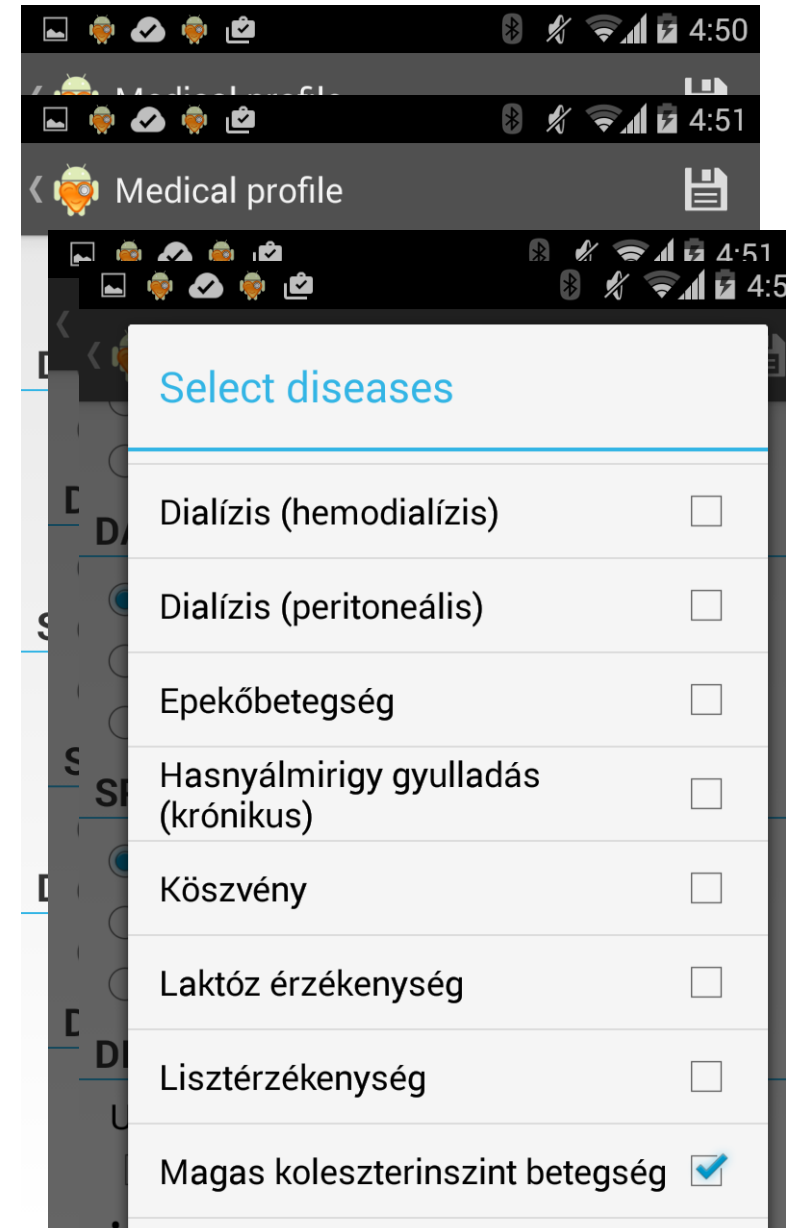 4:50
4:51
Medical profile
4:51
Select diseases
Dialízis (hemodialízis)
Dialízis (peritoneális)
Epekőbetegség
Hasnyálmirigy gyulladás
(krónikus)
Köszvény
Laktóz érzékenység
Lisztérzékenység
Magas koleszterinszint betegség